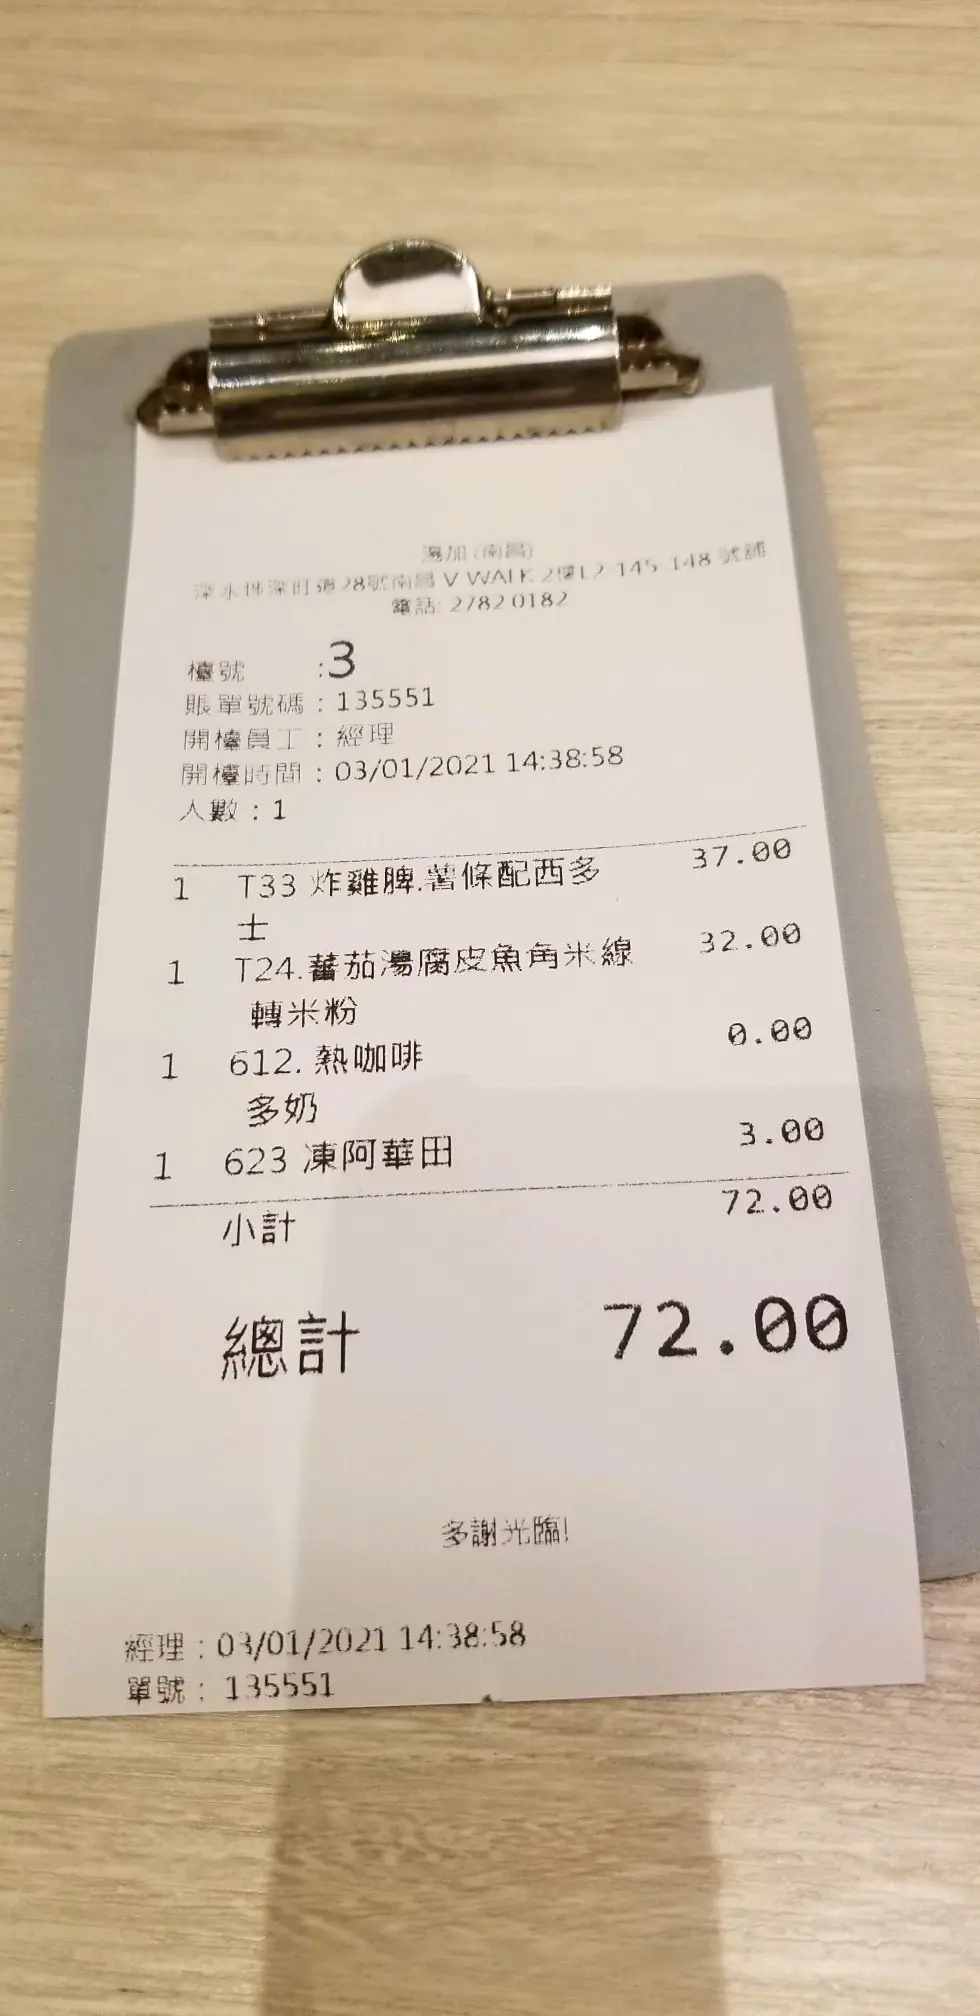 湯加 (南昌)
深水埗深旺道28號南昌 V WALK 2樓L2-145-148 號舖
電話: 2782 0182
檯號 :3
賬單號碼 : 135551
開檯員工 : 經理
開檯時間 : 03/01/2021 14:38:58
人數 : 1
1 T33 炸雞脾.薯條配西多 37.00
士
1 T24.蕃茄湯腐皮魚角米線 32.00
轉米粉
1 612. 熱咖啡 0.00
多奶
1 623 凍阿華田 3.00
小計 72.00
總計 72.00
多謝光臨!
經理 : 03/01/2021 14:38:58
單號 : 135551